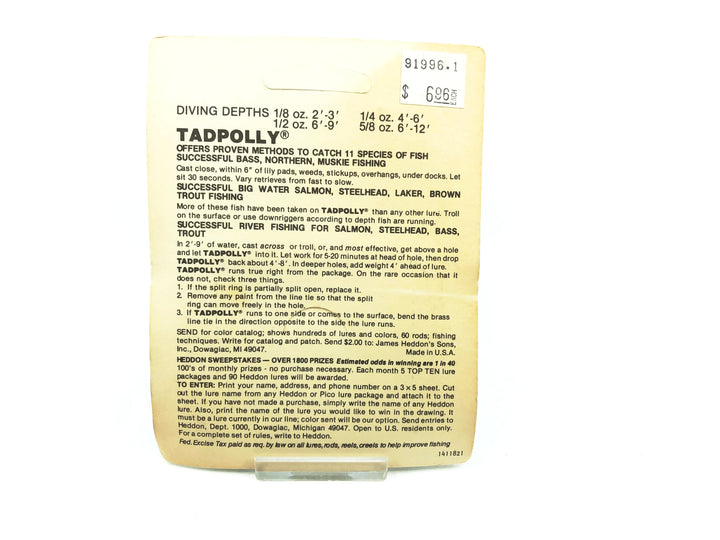 91996.1
$ 6.06 EACH
DIVING DEPTHS 1/8 oz. 2'-3' 1/4 oz. 4'-6'
1/2 oz. 6'-9' 5/8 oz. 6'-12'
TADPOLLY®
OFFERS PROVEN METHODS TO CATCH 11 SPECIES OF FISH
SUCCESSFUL BASS, NORTHERN, MUSKIE FISHING
Cast close, within 6" of lily pads, weeds, stickups, overhangs, under docks. Let
sit 30 seconds. Vary retrieves from fast to slow.
SUCCESSFUL BIG WATER SALMON, STEELHEAD, LAKER, BROWN
TROUT FISHING
More of these fish have been taken on TADPOLLY® than any other lure. Troll
on the surface or use downriggers according to depth fish are running.
SUCCESSFUL RIVER FISHING FOR SALMON, STEELHEAD, BASS,
TROUT
In 2'-9' of water, cast across or troll, or, and most effective, get above a hole
and let TADPOLLY® into it. Let work for 5-20 minutes at head of hole, then drop
TADPOLLY® back about 4'-8'. In deeper holes, add weight 4' ahead of lure.
TADPOLLY® runs true right from the package. On the rare occasion that it
does not, check three things.
1. If the split ring is partially split open, replace it.
2. Remove any paint from the line tie so that the split
ring can move freely in the hole.
3. If TADPOLLY® runs to one side or comes to the surface, bend the brass
line tie in the direction opposite to the side the lure runs.
SEND for color catalog; shows hundreds of lures and colors, 60 rods; fishing
techniques. Write for catalog and patch. Send $2.00 to: James Heddon's Sons,
Inc., Dowagiac, MI 49047. Made in U.S.A.
HEDDON SWEEPSTAKES — OVER 1800 PRIZES Estimated odds in winning are 1 in 40
100's of monthly prizes - no purchase necessary. Each month 5 TOP TEN lure
packages and 90 Heddon lures will be awarded.
TO ENTER: Print your name, address, and phone number on a 3 x 5 sheet. Cut
out the lure name from any Heddon or Pico lure package and attach it to the
sheet. If you have not made a purchase, simply write the name of any Heddon
lure. Also, print the name of the lure you would like to win in the drawing. It
must be a lure currently in our line; color sent will be our option. Send entries to
Heddon, Dept. 1000, Dowagiac, Michigan 49047. Open to U.S. residents only.
For a complete set of rules, write to Heddon.
Fed. Excise Tax paid as req. by law on all lures, rods, reels, creels to help improve fishing
1411821